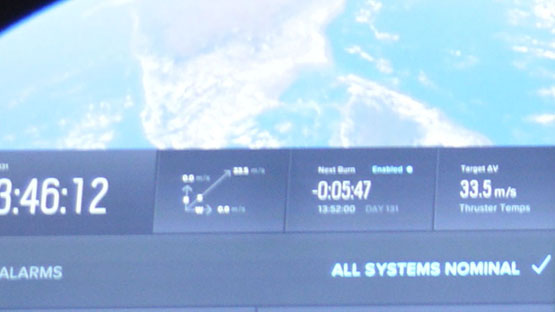 3:46:12
0.0 m/s
33.5 m/s
0.0 m/s
Next Burn Enabled
-0:05:47
13:52:00 DAY 131
Target ΔV
33.5 m/s
Thruster Temps
ALARMS
ALL SYSTEMS NOMINAL